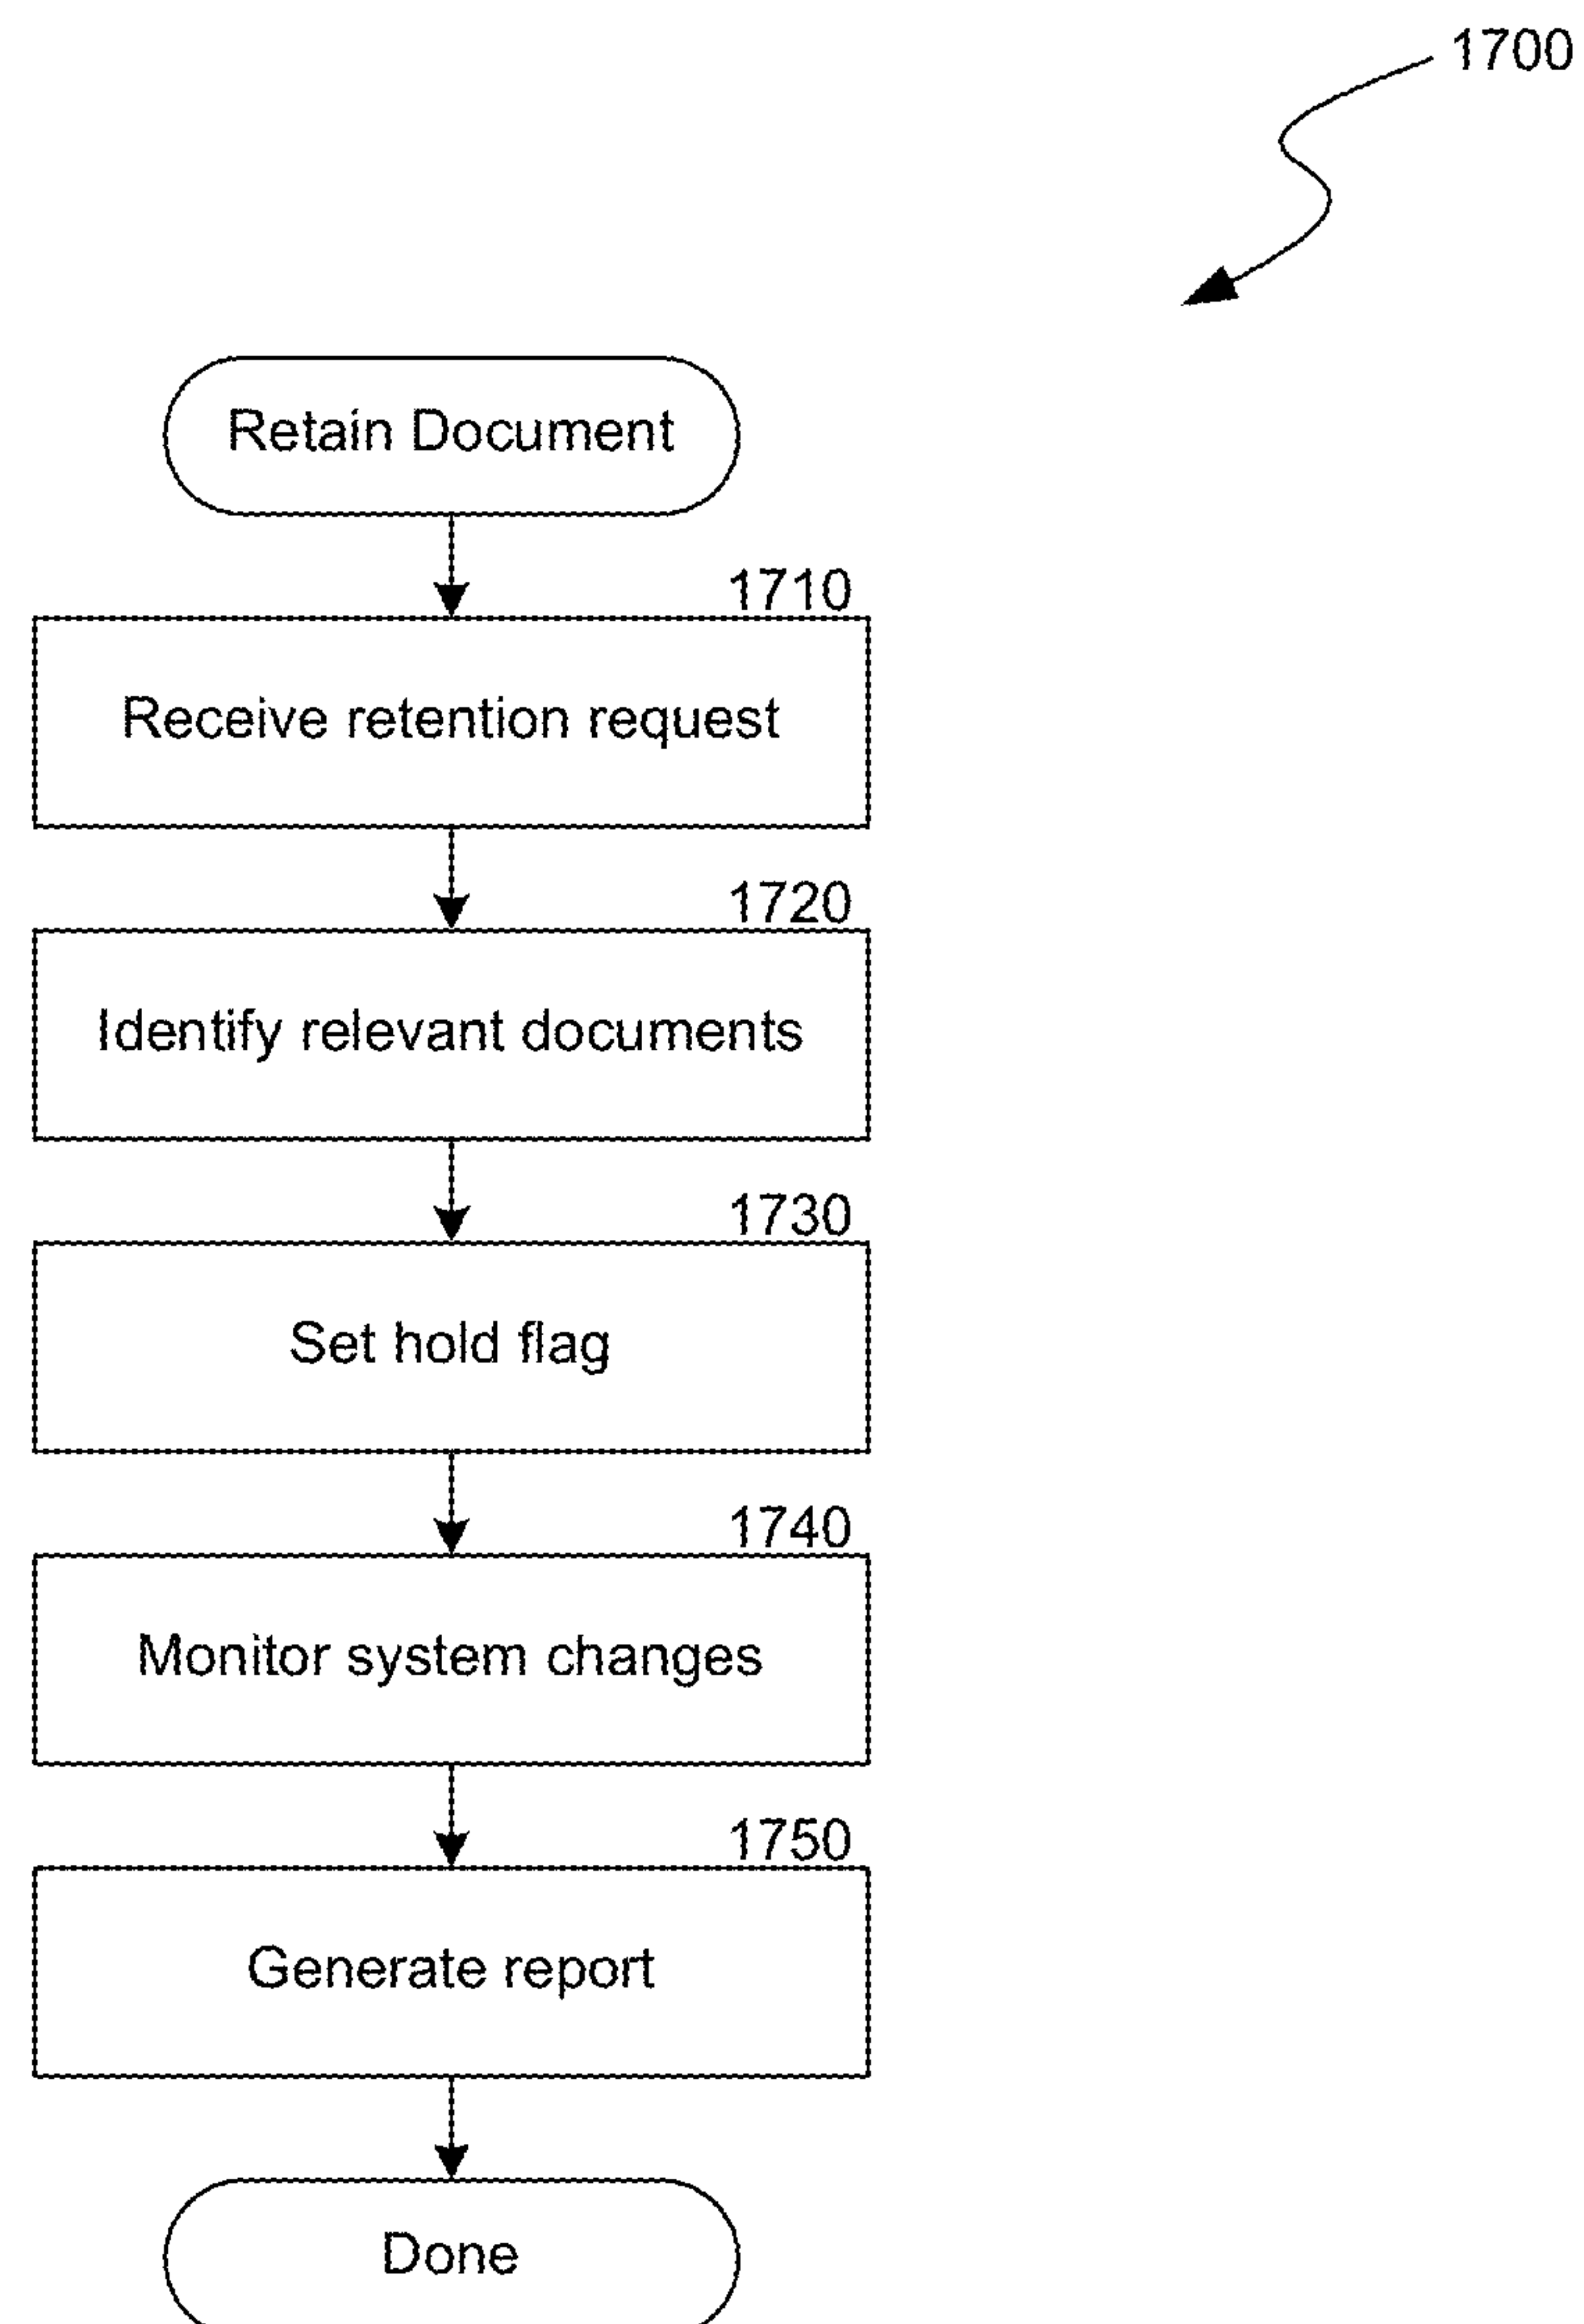 1700
Retain Document
1710
Receive retention request
1720
Identify relevant documents
1730
Set hold flag
1740
Monitor system changes
1750
Generate report
Done